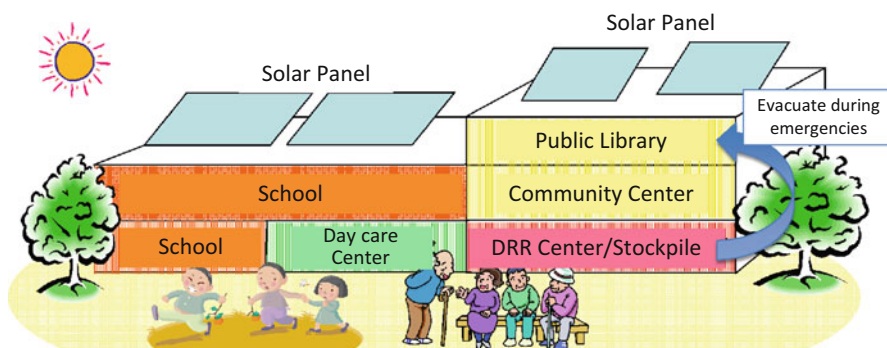 Solar Panel
Solar Panel
Evacuate during
emergencies
Public Library
School
Community Center
School
Day care
Center
DRR Center/Stockpile